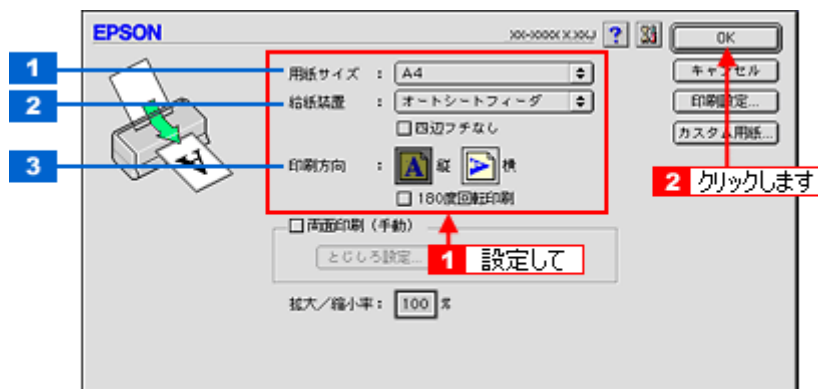 EPSON
XX-XXXX X.XXJ
?
OK
キャンセル
印刷設定...
カスタム用紙...
1
用紙サイズ : A4
2
給紙装置 : オートシートフィーダ
四辺フチなし
3
印刷方向 : A 縦 A 横
180度回転印刷
2 クリックします
両面印刷（手動）
とじしろ設定...
1 設定して
拡大／縮小率： 100 %
A